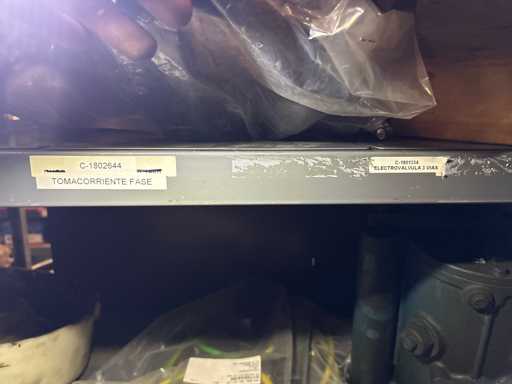 C-1802644
TOMACORRIENTE FASE
ELECTROVALVULA 2 VIAS